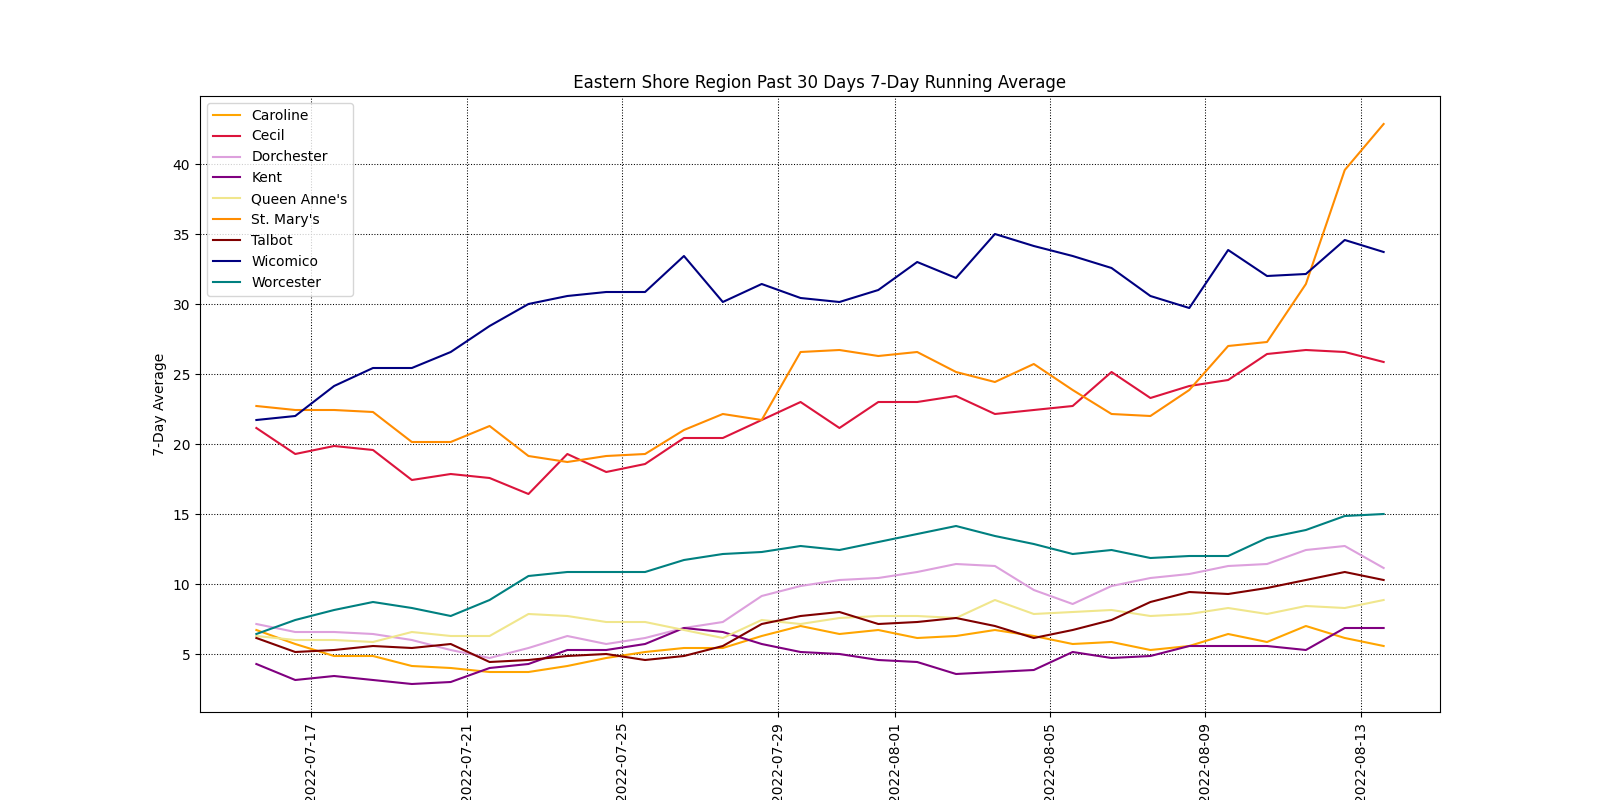 Eastern Shore Region Past 30 Days 7-Day Running Average
Caroline
Cecil
Dorchester
Kent
Queen Anne's
St. Mary's
Talbot
Wicomico
Worcester
7-Day Average
40
35
30
25
20
15
10
5
2022-07-17
2022-07-21
2022-07-25
2022-07-29
2022-08-01
2022-08-05
2022-08-09
2022-08-13